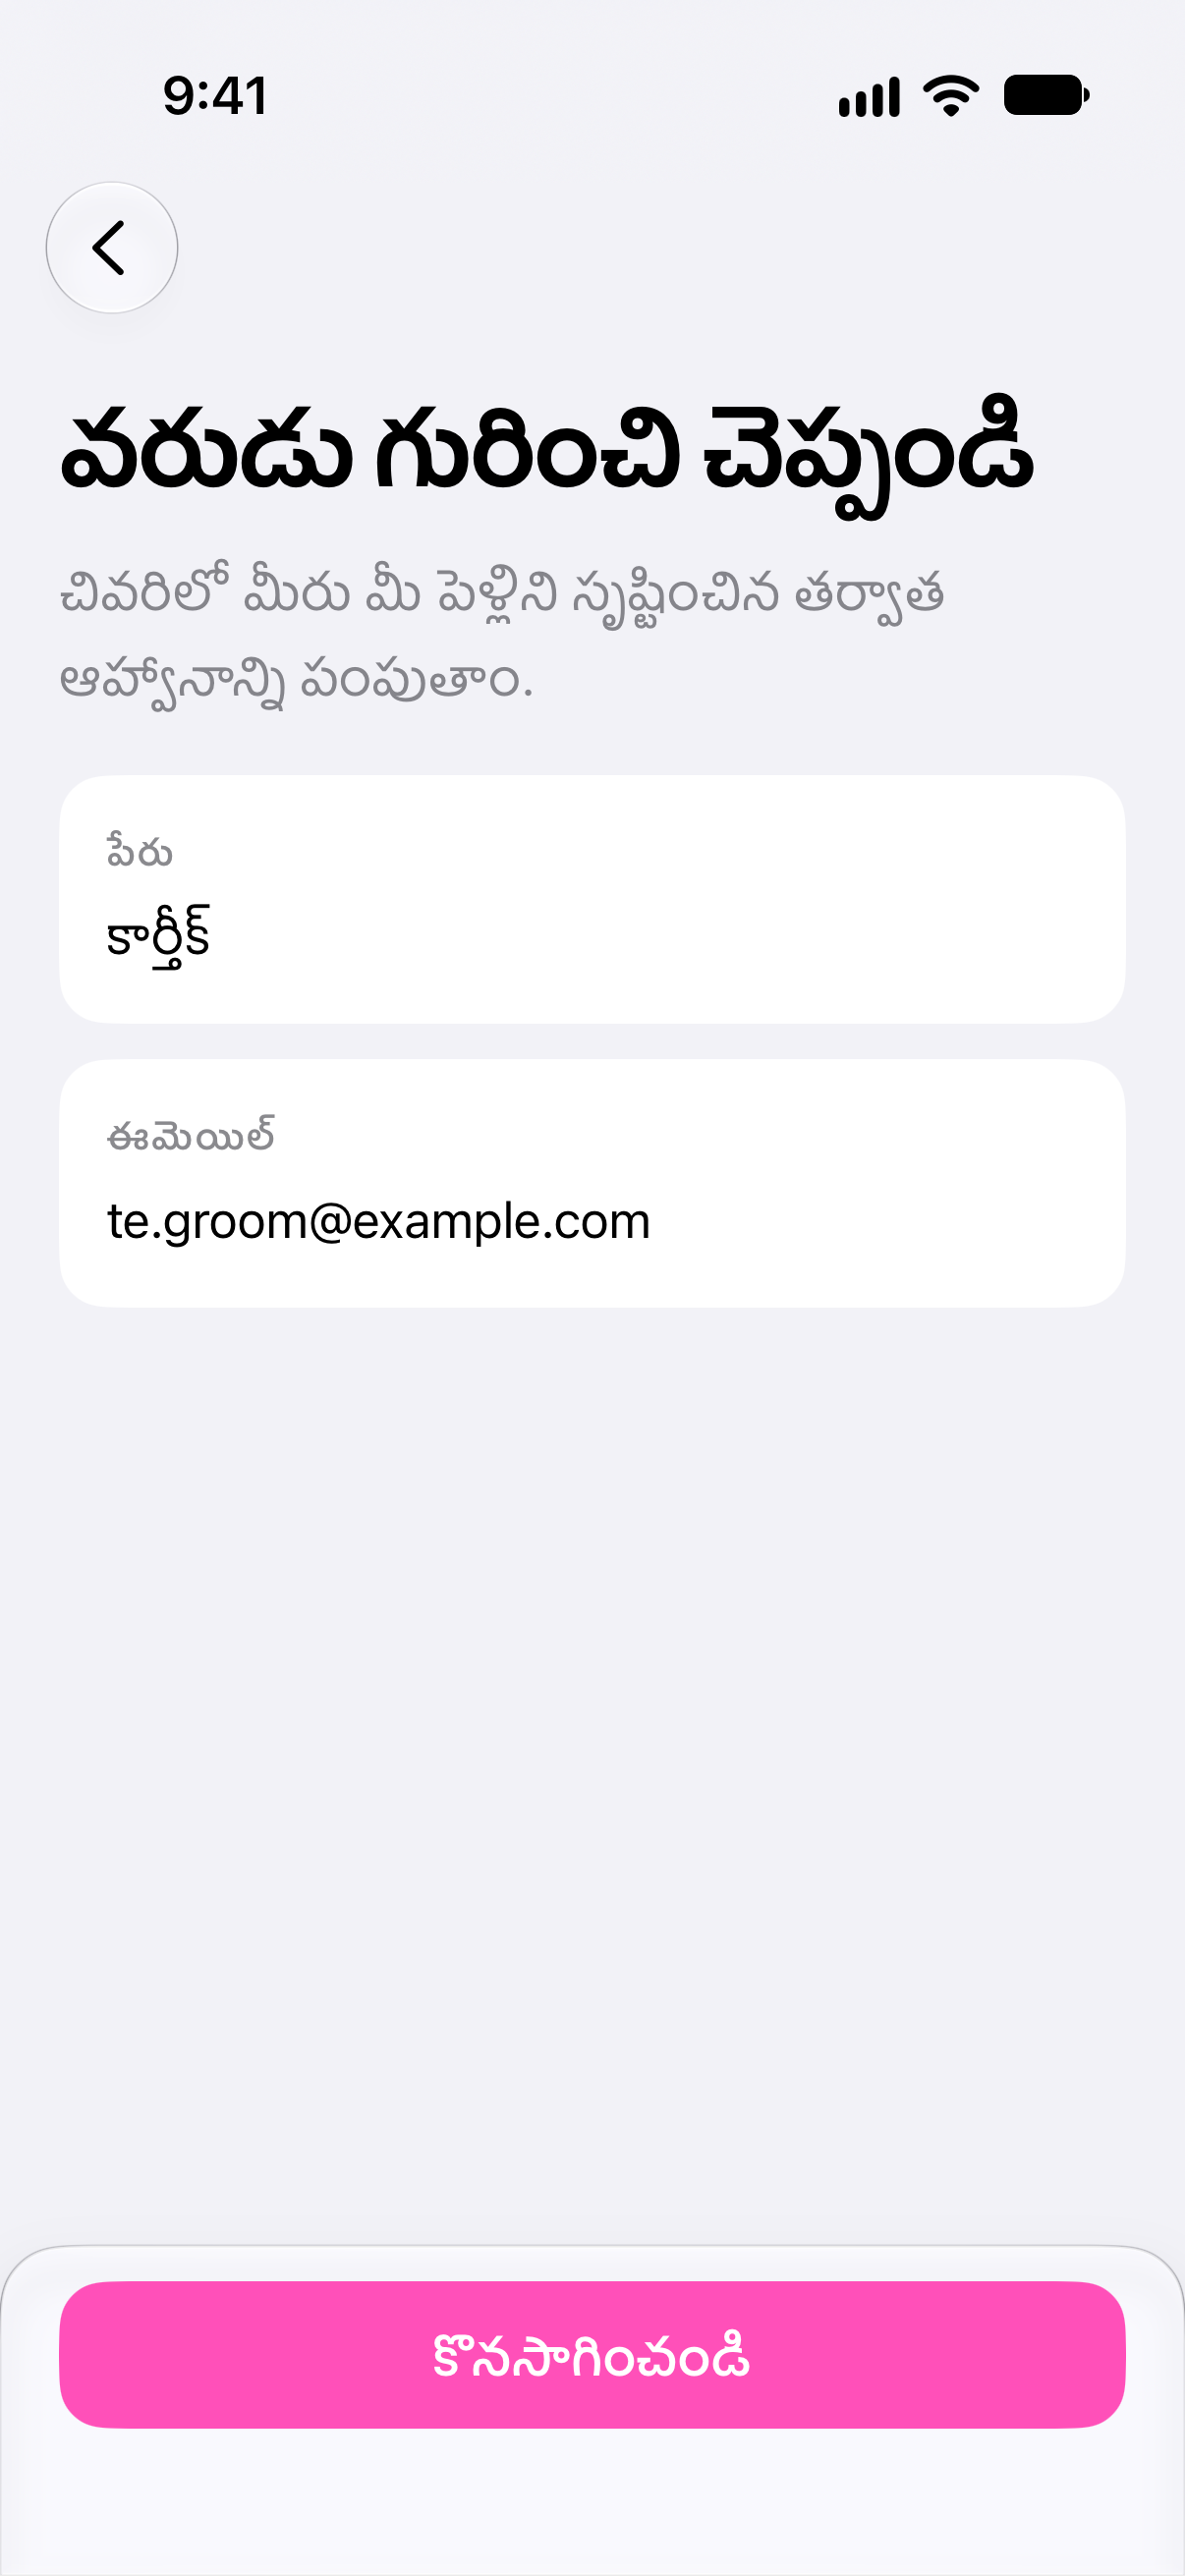 9:41
వరుడు గురించి చెప్పండి
చివరిలో మీరు మీ పెళ్లిని సృష్టించిన తర్వాత
ఆహ్వానాన్ని పంపుతాం.
పేరు
కార్తీక్
ఈమెయిల్
te.groom@example.com
కొనసాగించండి